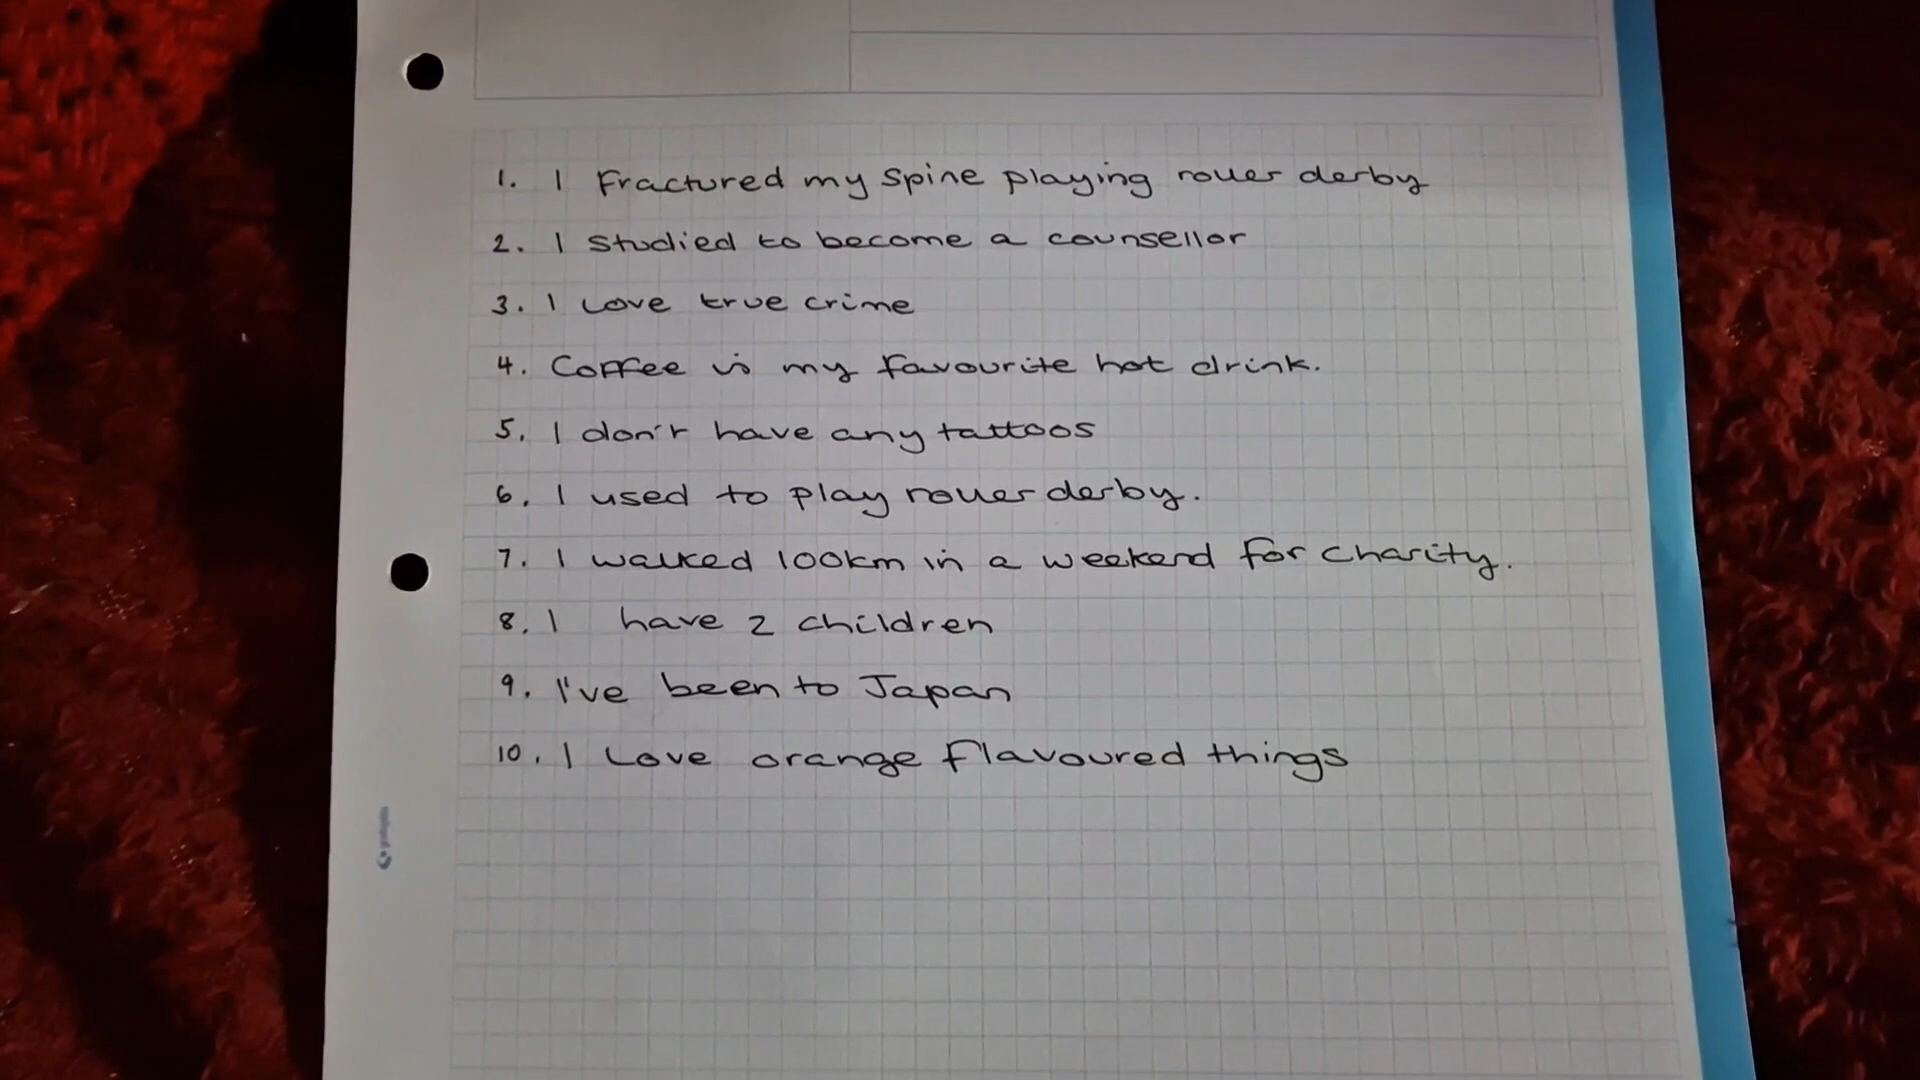 1. I Fractured my spine playing roller derby
2. I studied to become a counsellor
3. I love true crime
4. Coffee is my favourite hot drink.
5. I don't have any tattoos
6. I used to play roller derby.
7. I walked 100km in a weekend for charity.
8. I have 2 children
9. I've been to Japan
10. I Love orange flavoured things